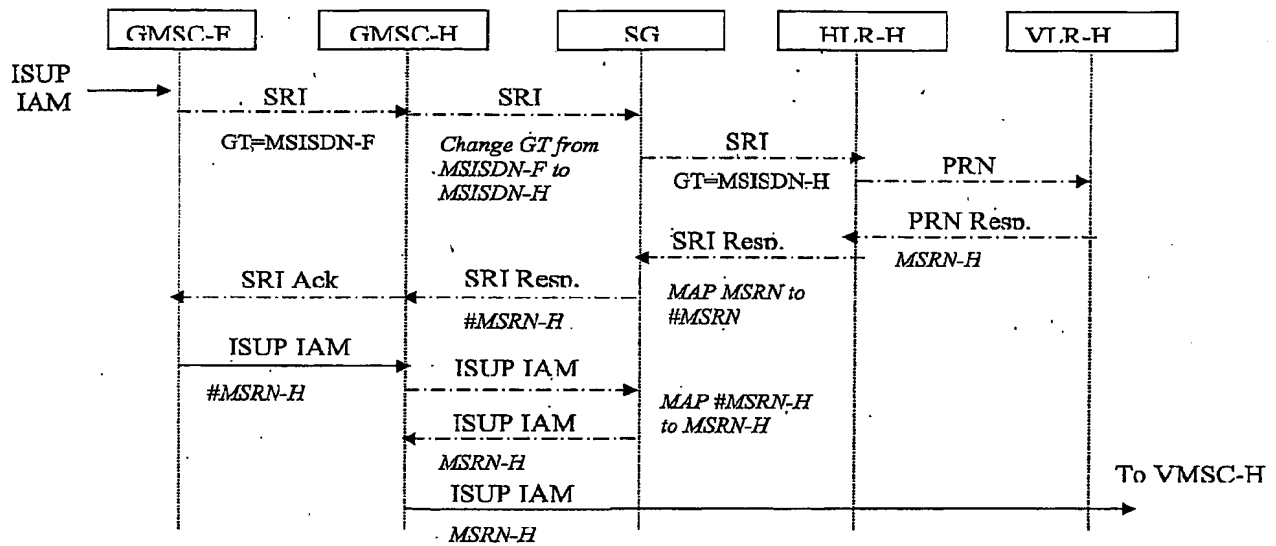 GMSC-F GMSC-H SG HLR-H VLR-H
ISUP
IAM
SRI SRI
GT=MSISDN-F
Change GT from
MSISDN-F to
MSISDN-H
SRI
GT=MSISDN-H
PRN
PRN Resp.
MSRN-H
SRI Resp.
SRI Ack SRI Resp.
MAP MSRN to
#MSRN
#MSRN-H
ISUP IAM
#MSRN-H
ISUP IAM
MAP #MSRN-H
to MSRN-H
ISUP IAM
MSRN-H
To VMSC-H
ISUP IAM
MSRN-H